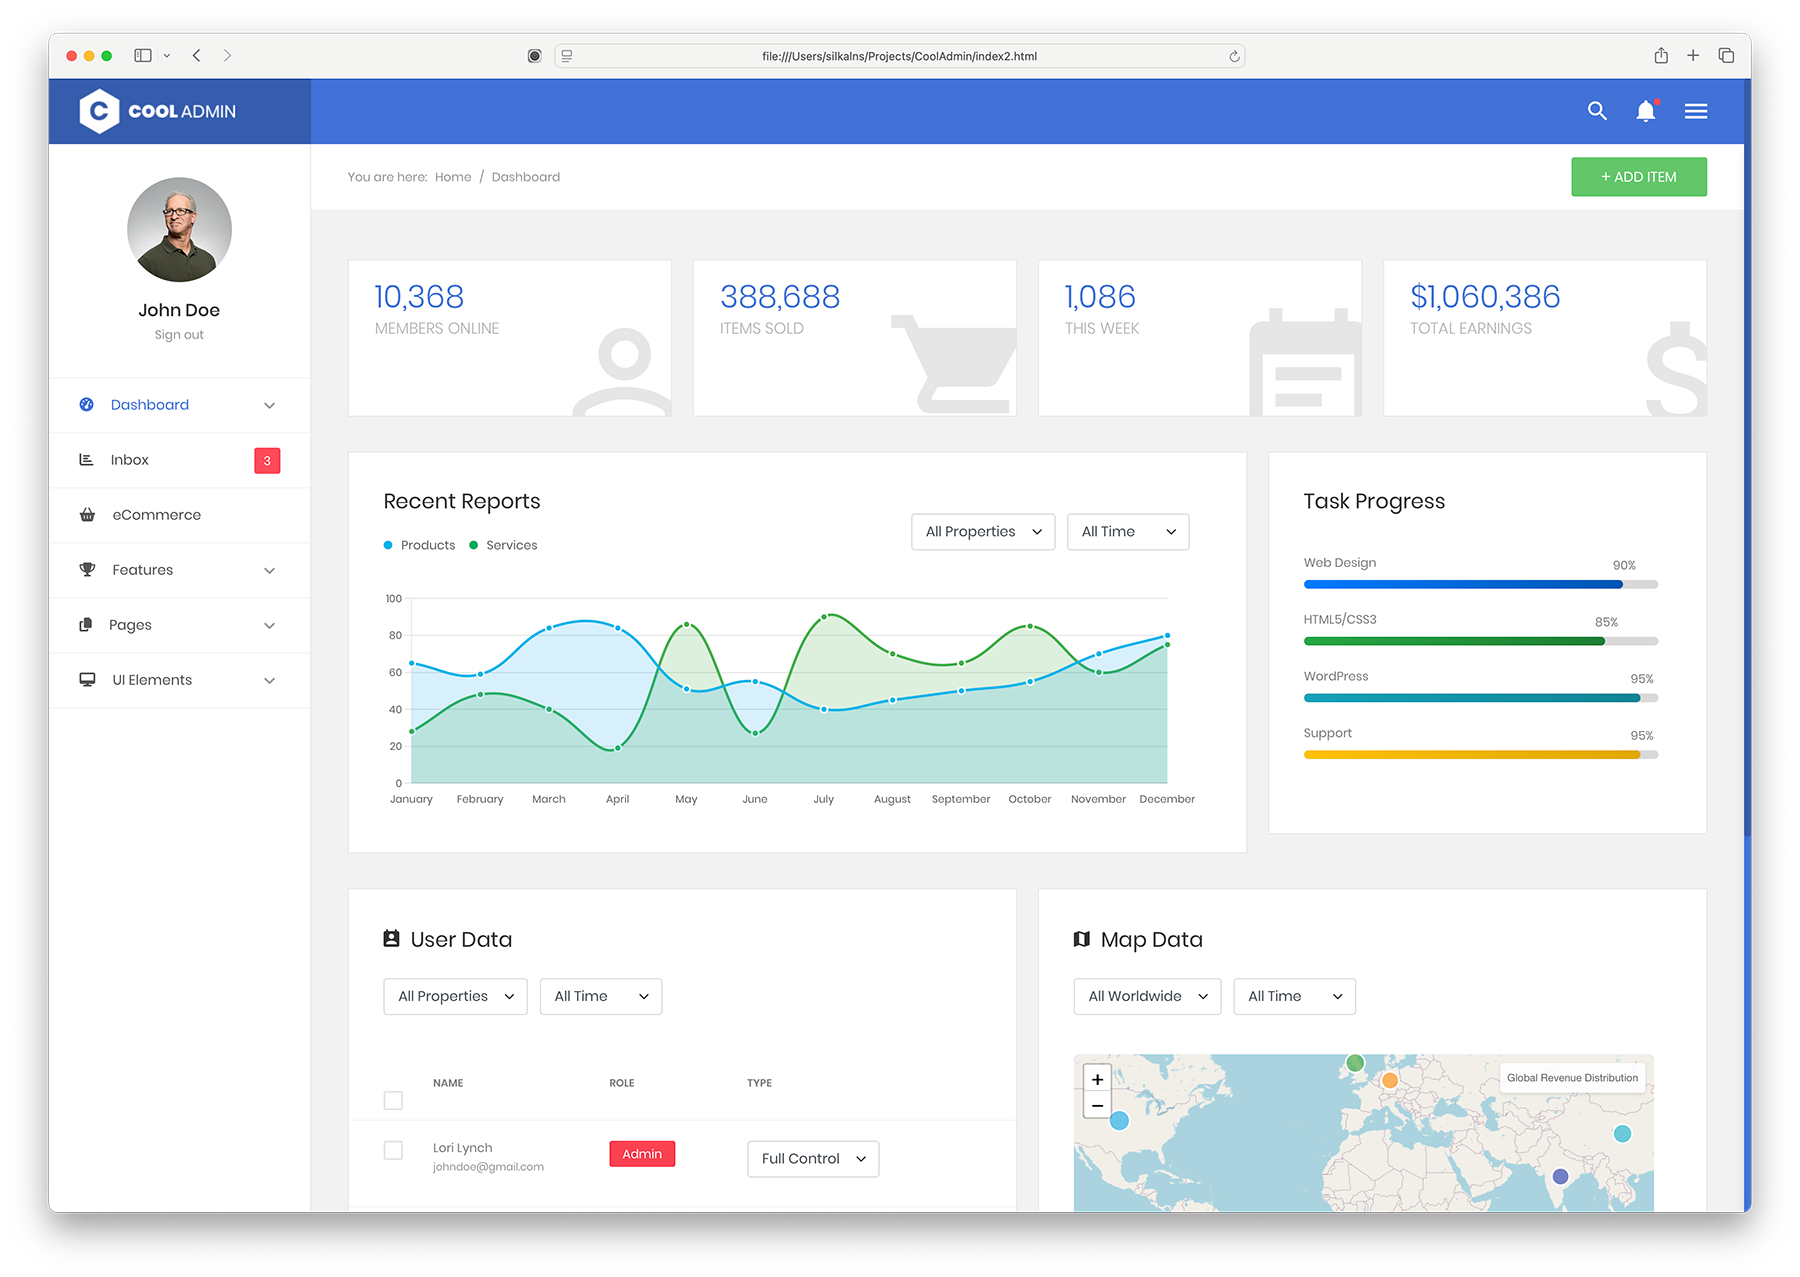 file:///Users/silkalns/Projects/CoolAdmin/index2.html
C COOL ADMIN
You are here: Home / Dashboard
+ ADD ITEM
John Doe
Sign out
Dashboard
Inbox 3
eCommerce
Features
Pages
UI Elements
10,368
MEMBERS ONLINE
388,688
ITEMS SOLD
1,086
THIS WEEK
$1,060,386
TOTAL EARNINGS
$
Recent Reports
Products Services
All Properties All Time
100
80
60
40
20
0
January February March April May June July August September October November December
Task Progress
Web Design 90%
HTML5/CSS3 85%
WordPress 95%
Support 95%
User Data
All Properties All Time
NAME ROLE TYPE
Lori Lynch
johndoe@gmail.com
Admin
Full Control
Map Data
All Worldwide All Time
+
−
Global Revenue Distribution